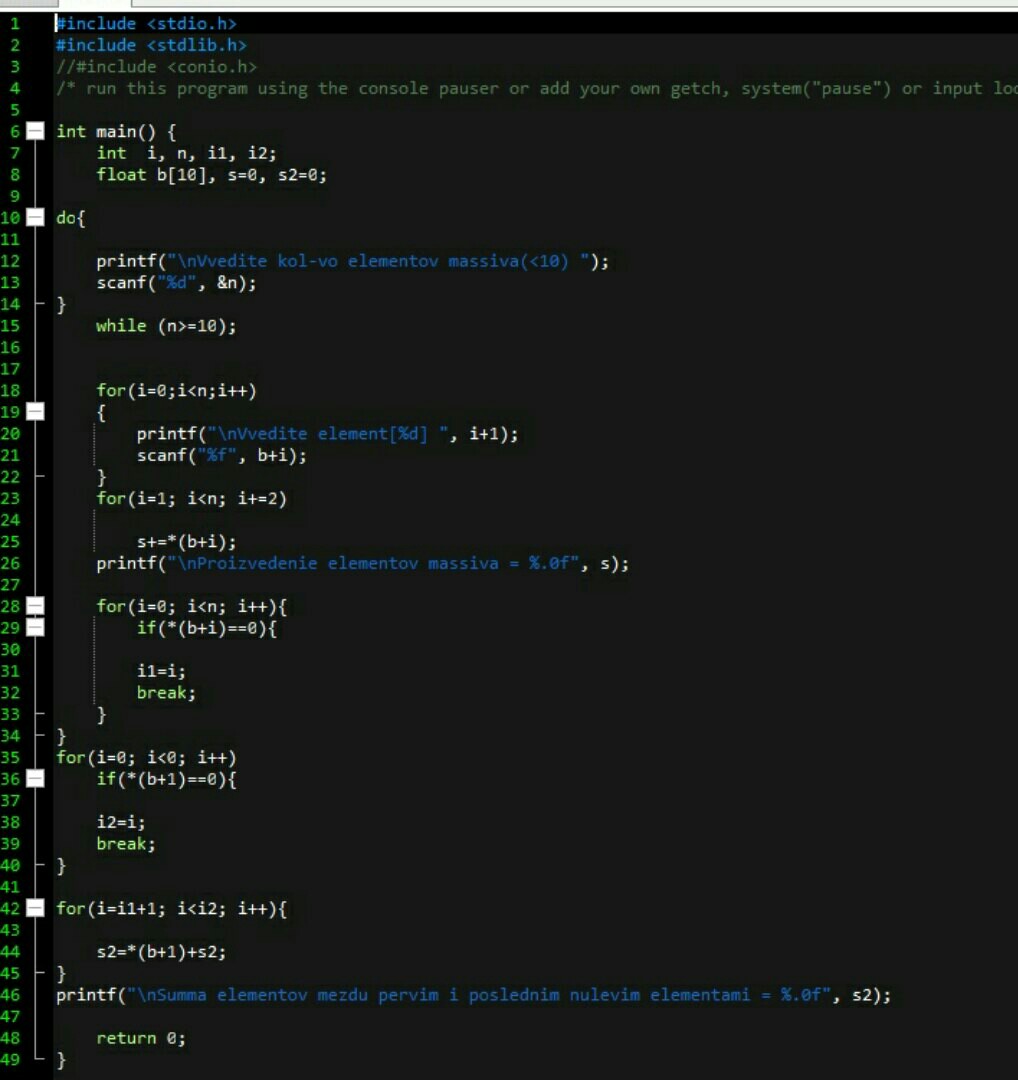 1 #include <stdio.h>
2 #include <stdlib.h>
3 //#include <conio.h>
4 /* run this program using the console pauser or add your own getch, system("pause") or input loo
5
6 int main() {
7 int  i, n, i1, i2;
8 float b[10], s=0, s2=0;
9
10 do{
11
12 printf("\nVvedite kol-vo elementov massiva(<10) ");
13 scanf("%d", &n);
14 }
15 while (n>=10);
16
17
18 for(i=0;i<n;i++)
19 {
20 printf("\nVvedite element[%d] ", i+1);
21 scanf("%f", b+i);
22 }
23 for(i=1; i<n; i+=2)
24
25 s+=*(b+i);
26 printf("\nProizvedenie elementov massiva = %.0f", s);
27
28 for(i=0; i<n; i++){
29 if(*(b+i)==0){
30
31 i1=i;
32 break;
33 }
34 }
35 for(i=0; i<0; i++)
36 if(*(b+1)==0){
37
38 i2=i;
39 break;
40 }
41
42 for(i=i1+1; i<i2; i++){
43
44 s2=*(b+1)+s2;
45 }
46 printf("\nSumma elementov mezdu pervim i poslednim nulevim elementami = %.0f", s2);
47
48 return 0;
49 }